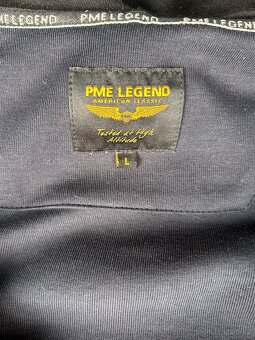 PME LEGEND PME LEGEND
PME LEGEND
AMERICAN CLASSIC
Tested at High
Altitude
L